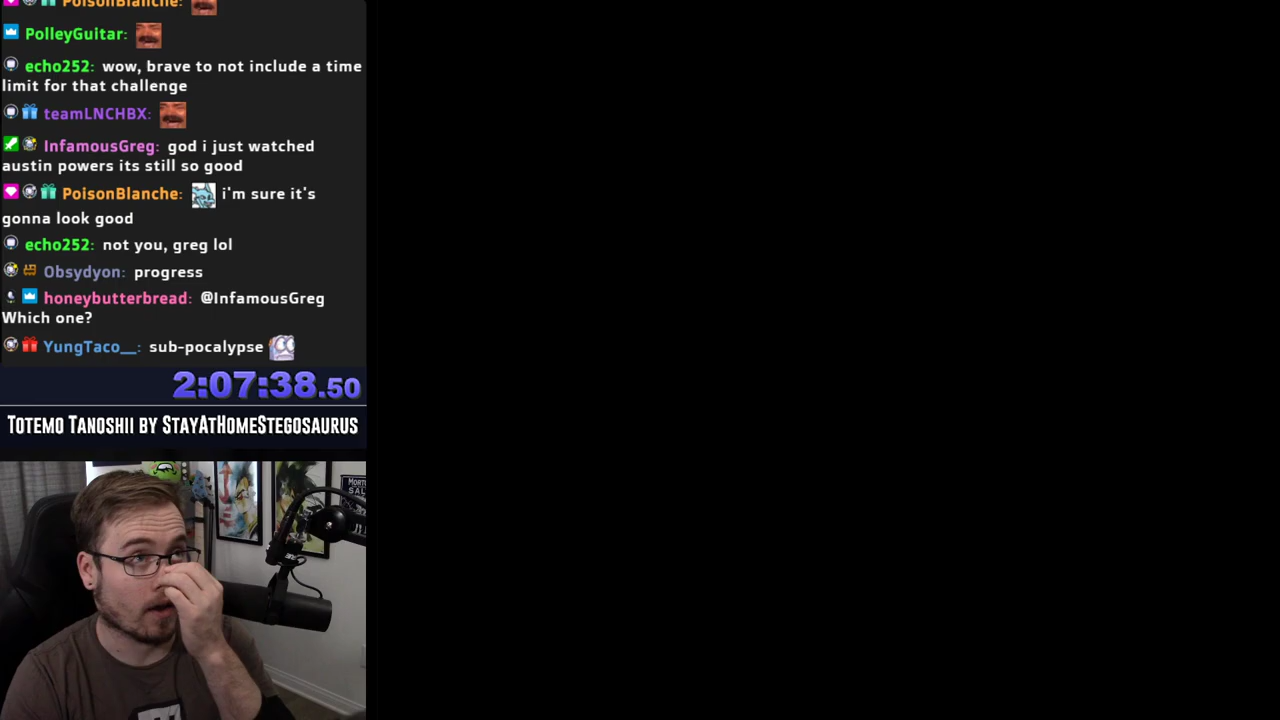 PoisonBlanche:
PolleyGuitar:
echo252: wow, brave to not include a time
limit for that challenge
teamLNCHBX:
InfamousGreg: god i just watched
austin powers its still so good
PoisonBlanche: i'm sure it's
gonna look good
echo252: not you, greg lol
Obsydyon: progress
honeybutterbread: @InfamousGreg
Which one?
YungTaco__: sub-pocalypse
2:07:38.50
Totemo Tanoshii by StayAtHomeStegosaurus